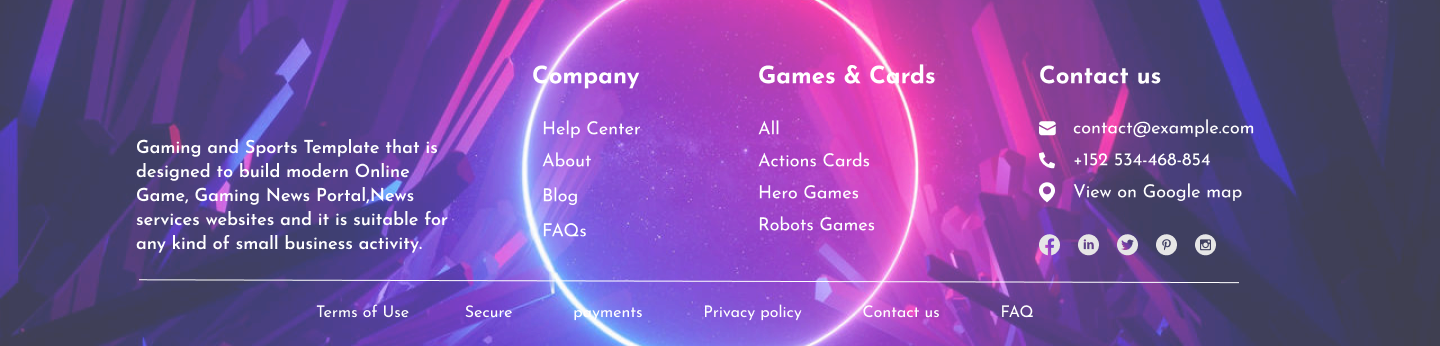 Gaming and Sports Template that is
designed to build modern Online
Game, Gaming News Portal,News
services websites and it is suitable for
any kind of small business activity.
Company
Help Center
About
Blog
FAQs
Games & Cards
All
Actions Cards
Hero Games
Robots Games
Contact us
contact@example.com
+152 534-468-854
View on Google map
Terms of Use Secure payments Privacy policy Contact us FAQ